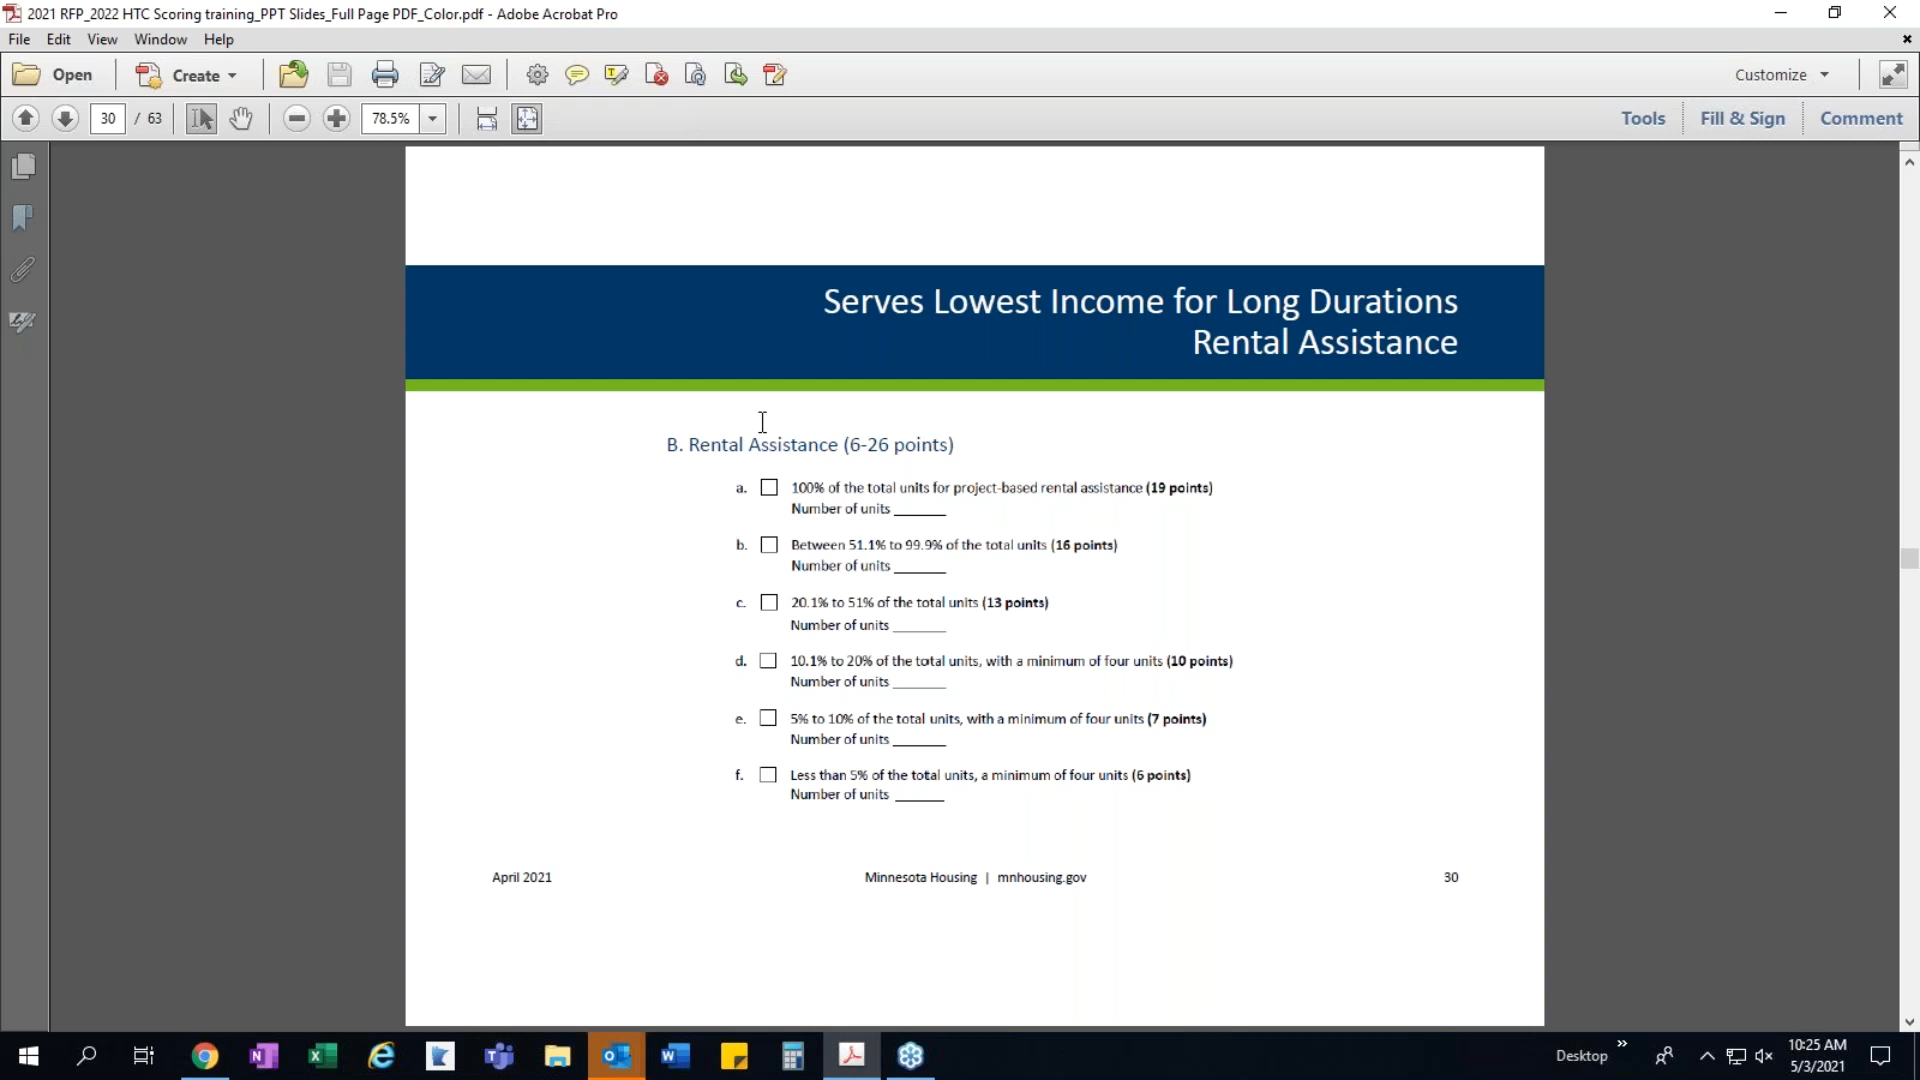 2021 RFP_2022 HTC Scoring training_PPT Slides_Full Page PDF_Color.pdf - Adobe Acrobat Pro
File Edit View Window Help
Open Create Customize
30 / 63 78.5% Tools Fill & Sign Comment
Serves Lowest Income for Long Durations
Rental Assistance
B. Rental Assistance (6-26 points)
a. 100% of the total units for project-based rental assistance (19 points)
Number of units ______
b. Between 51.1% to 99.9% of the total units (16 points)
Number of units ______
c. 20.1% to 51% of the total units (13 points)
Number of units ______
d. 10.1% to 20% of the total units, with a minimum of four units (10 points)
Number of units ______
e. 5% to 10% of the total units, with a minimum of four units (7 points)
Number of units ______
f. Less than 5% of the total units, a minimum of four units (6 points)
Number of units ______
April 2021 Minnesota Housing | mnhousing.gov 30
Desktop » 10:25 AM
5/3/2021